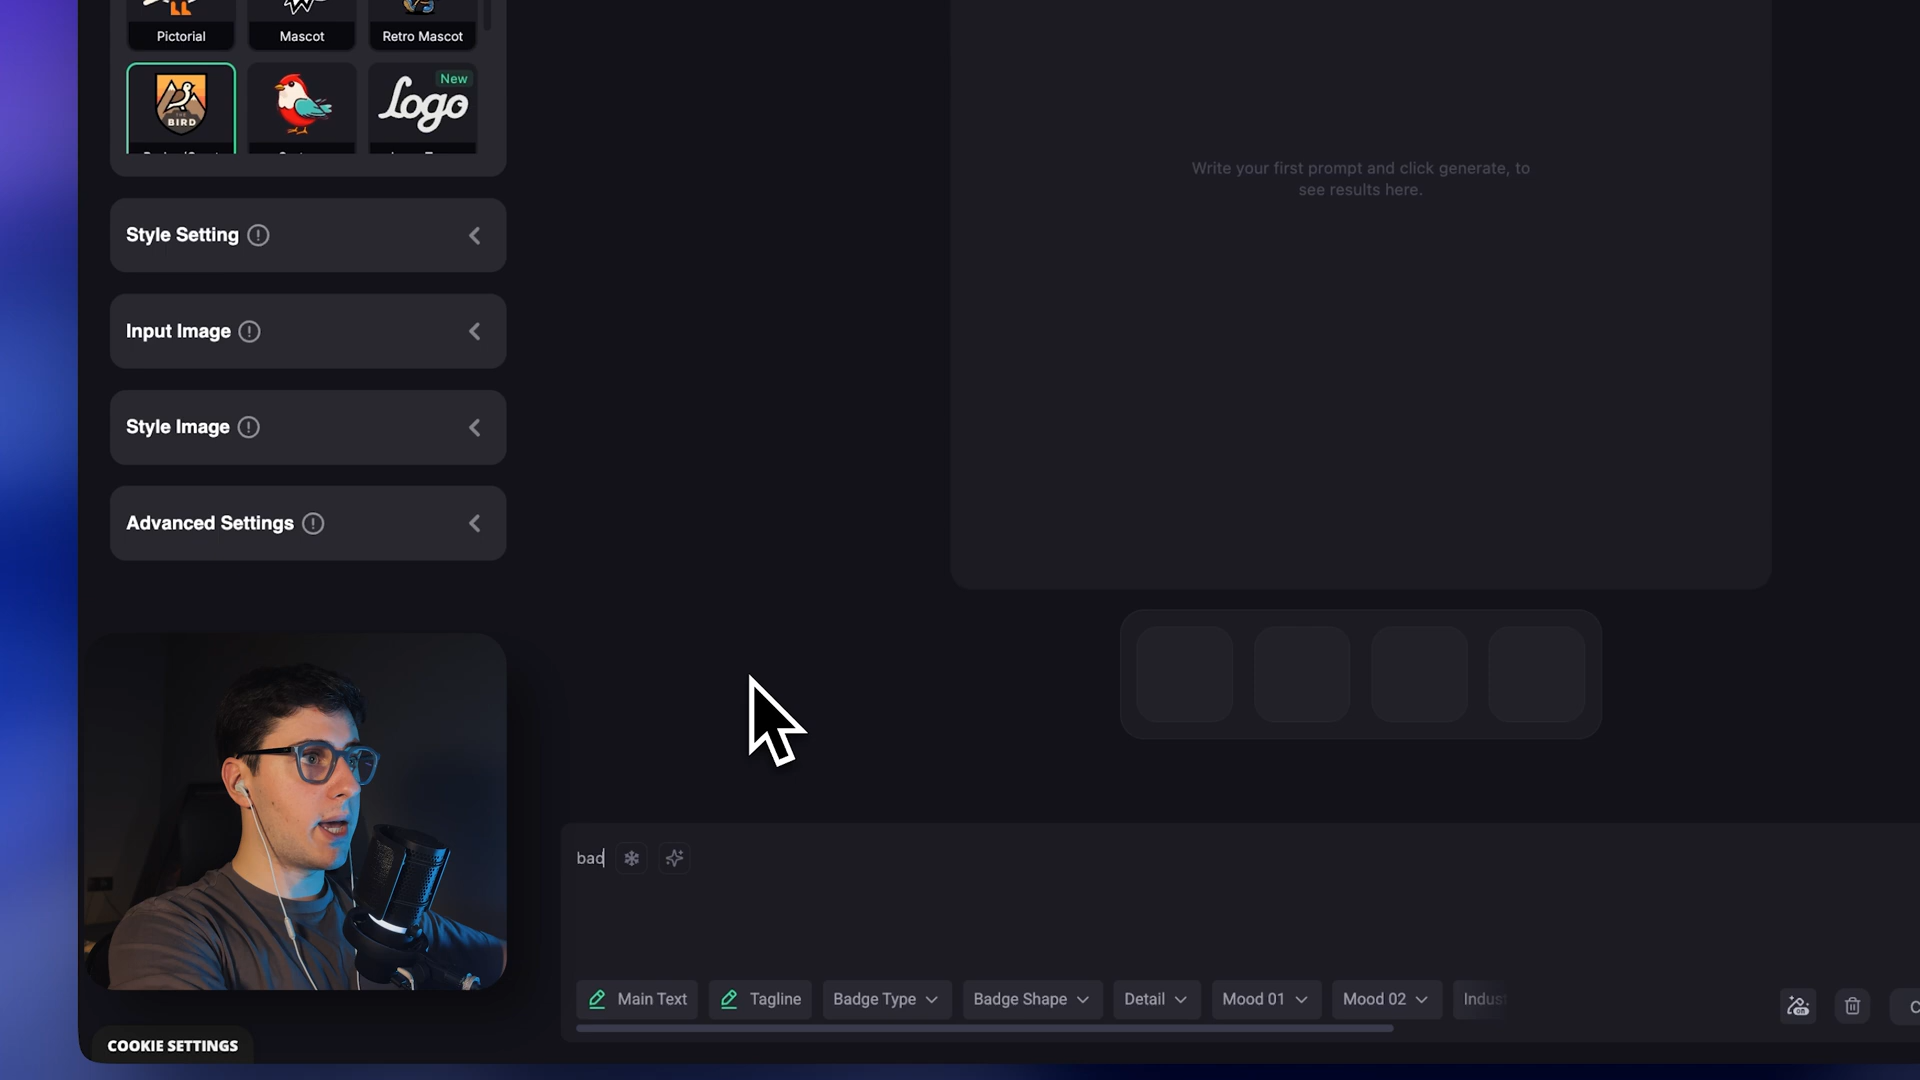 Pictorial
Mascot
Retro Mascot
THE
BIRD
Logo
New
Style Setting
Input Image
Style Image
Advanced Settings
Write your first prompt and click generate, to
see results here.
bad
Main Text
Tagline
Badge Type
Badge Shape
Detail
Mood 01
Mood 02
Indus
C
COOKIE SETTINGS